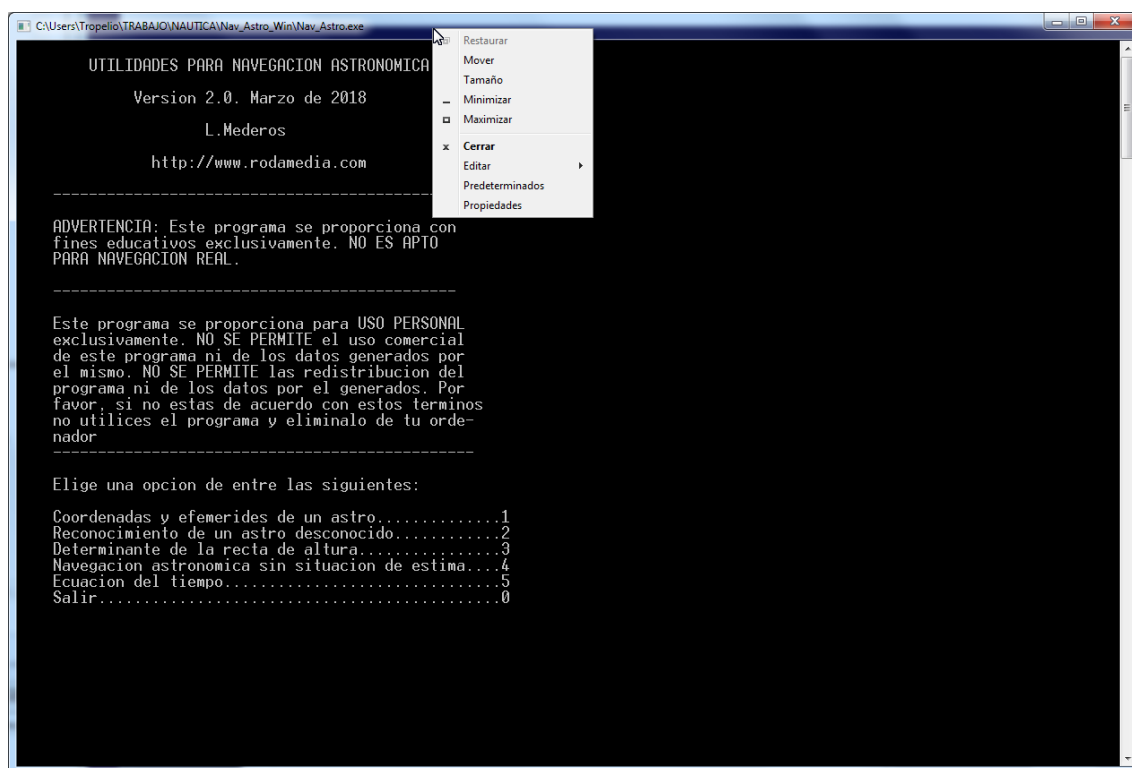 C:\Users\Tropelio\TRABAJO\NAUTICA\Nav_Astro_Win\Nav_Astro.exe
Restaurar
Mover
Tamaño
Minimizar
Maximizar
Cerrar
Editar
Predeterminados
Propiedades
UTILIDADES PARA NAVEGACION ASTRONOMICA
Version 2.0. Marzo de 2018
L.Mederos
http://www.rodamedia.com
---------------------------------------------
ADVERTENCIA: Este programa se proporciona con
fines educativos exclusivamente. NO ES APTO
PARA NAVEGACION REAL.
---------------------------------------------
Este programa se proporciona para USO PERSONAL
exclusivamente. NO SE PERMITE el uso comercial
de este programa ni de los datos generados por
el mismo. NO SE PERMITE las redistribucion del
programa ni de los datos por el generados. Por
favor, si no estas de acuerdo con estos terminos
no utilices el programa y eliminalo de tu orde-
nador
-----------------------------------------------
Elige una opcion de entre las siguientes:
Coordenadas y efemerides de un astro..............1
Reconocimiento de un astro desconocido............2
Determinante de la recta de altura................3
Navegacion astronomica sin situacion de estima....4
Ecuacion del tiempo...............................5
Salir.............................................0